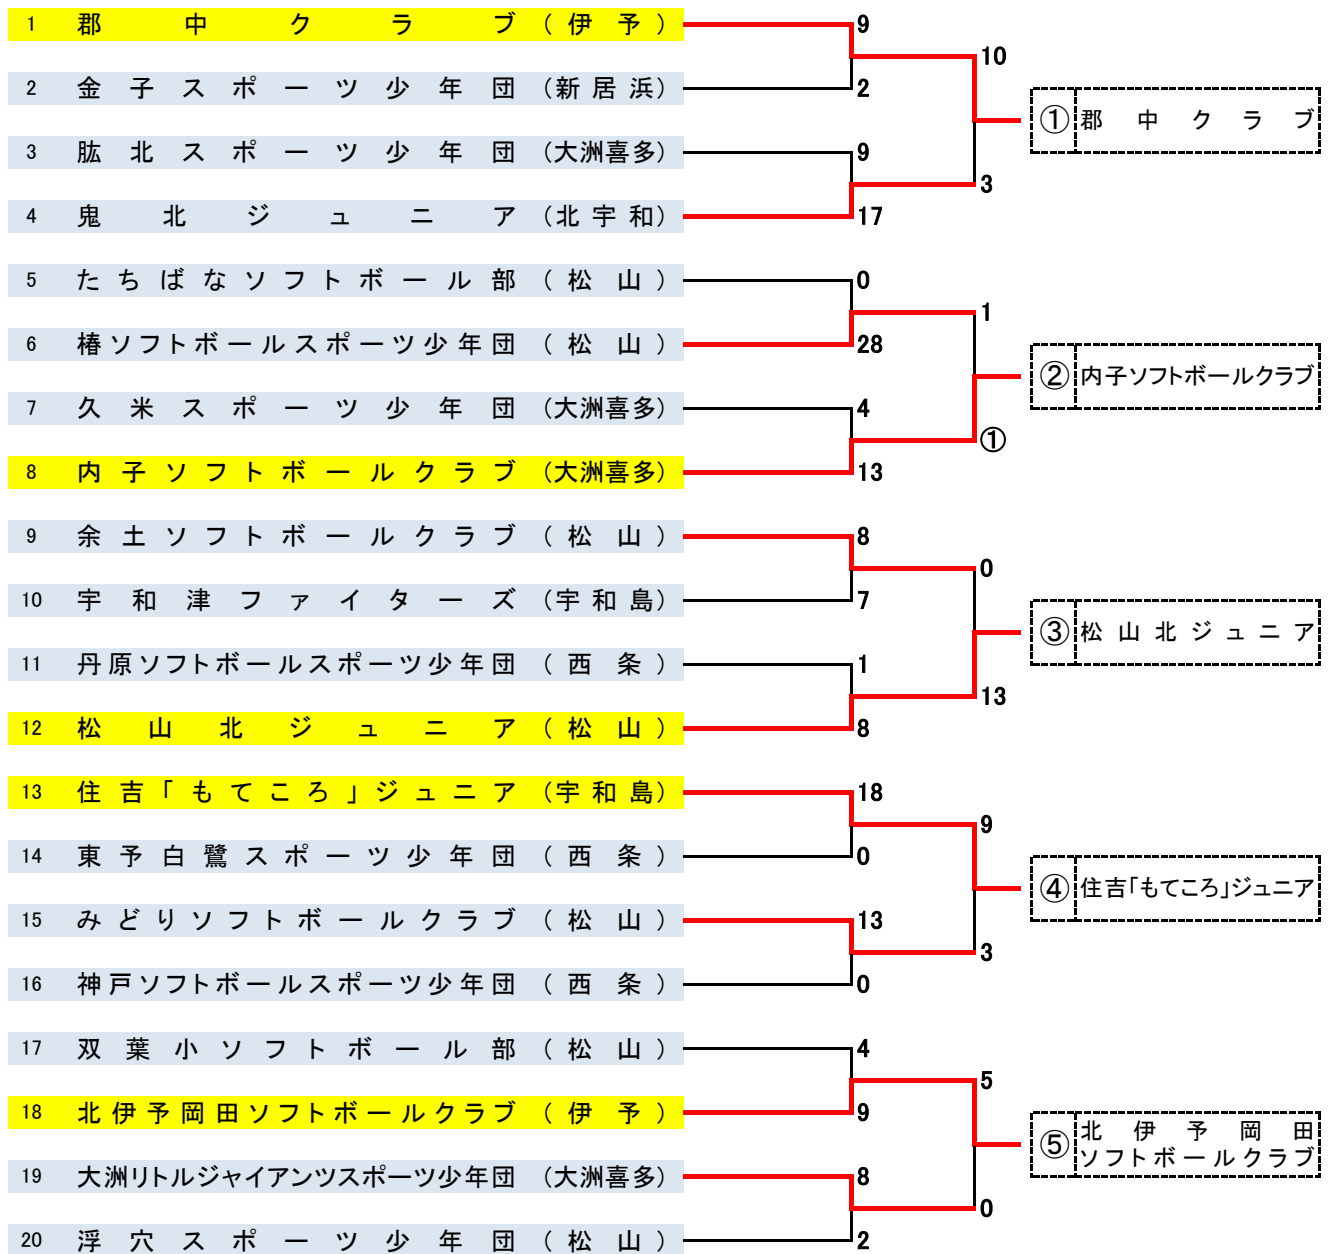 1 郡中クラブ（伊予） 9
10
2 金子スポーツ少年団（新居浜） 2
① 郡中クラブ
3 肱北スポーツ少年団（大洲喜多） 9
3
4 鬼北ジュニア（北宇和） 17
5 たちばなソフトボール部（松山） 0
1
6 椿ソフトボールスポーツ少年団（松山） 28
② 内子ソフトボールクラブ
7 久米スポーツ少年団（大洲喜多） 4
①
8 内子ソフトボールクラブ（大洲喜多） 13
9 余土ソフトボールクラブ（松山） 8
0
10 宇和津ファイターズ（宇和島） 7
③ 松山北ジュニア
11 丹原ソフトボールスポーツ少年団（西条） 1
13
12 松山北ジュニア（松山） 8
13 住吉「もてころ」ジュニア（宇和島） 18
9
14 東予白鷺スポーツ少年団（西条） 0
④ 住吉「もてころ」ジュニア
15 みどりソフトボールクラブ（松山） 13
3
16 神戸ソフトボールスポーツ少年団（西条） 0
17 双葉小ソフトボール部（松山） 4
5
18 北伊予岡田ソフトボールクラブ（伊予） 9
⑤ 北伊予岡田
ソフトボールクラブ
19 大洲リトルジャイアンツスポーツ少年団（大洲喜多） 8
0
20 浮穴スポーツ少年団（松山） 2